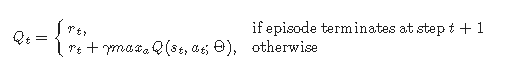 Q_t = { r_t, if episode terminates at step t + 1
r_t + γmax_a Q(s_t, a_t; Θ), otherwise